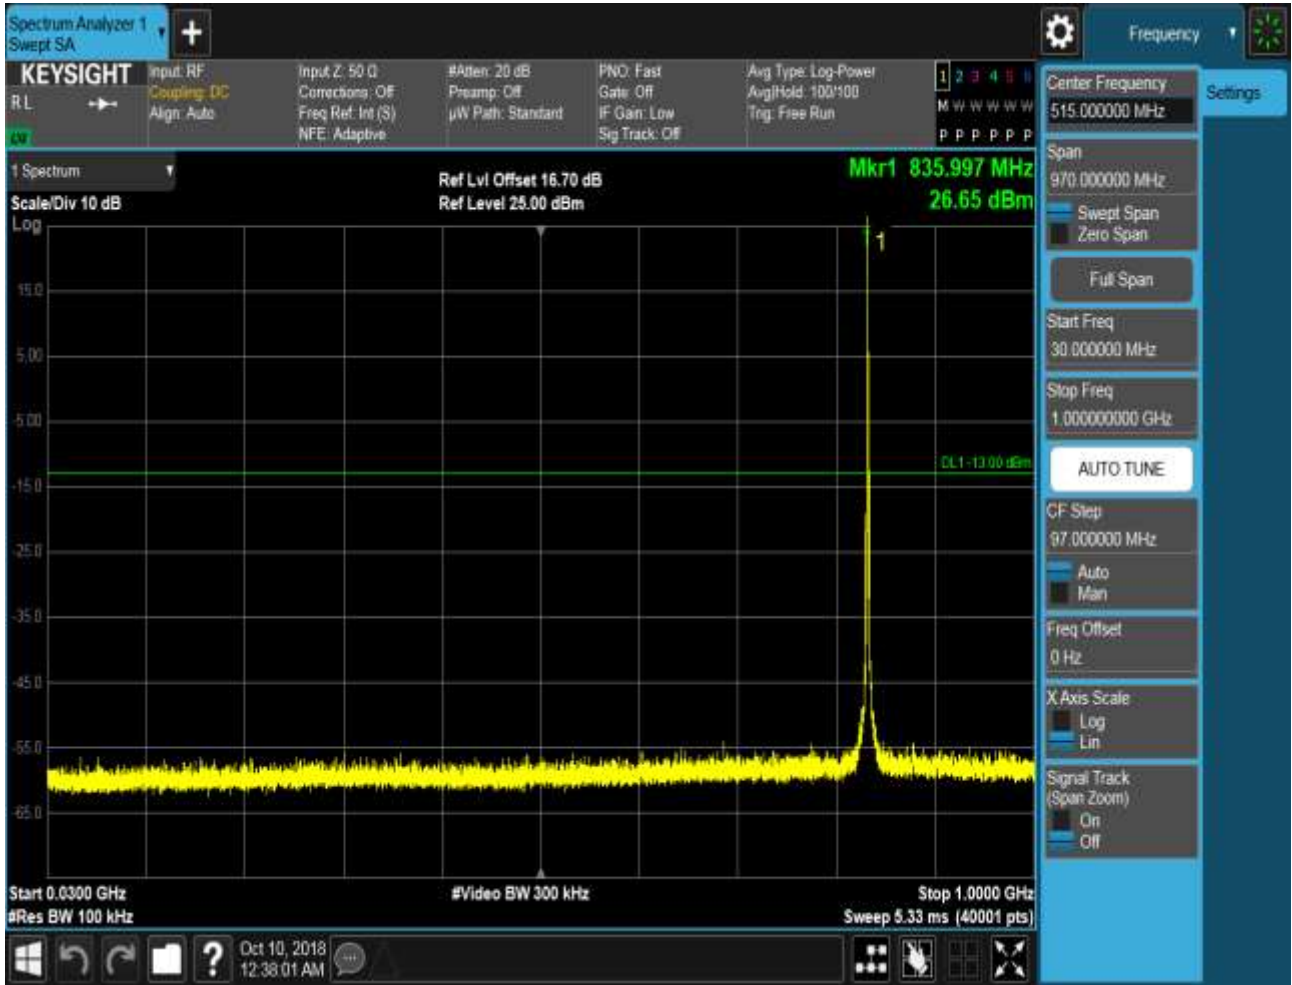 Spectrum Analyzer 1
Swept SA
Frequency
KEYSIGHT
R L
Input: RF
Coupling: DC
Align: Auto
Input Z: 50 Ω
Corrections: Off
Freq Ref: Int (S)
NFE: Adaptive
#Atten: 20 dB
Preamp: Off
µW Path: Standard
PNO: Fast
Gate: Off
IF Gain: Low
Sig Track: Off
Avg Type: Log-Power
Avg|Hold: 100/100
Trig: Free Run
1 2 3 4 5 6
M W W W W W
P P P P P P
1 Spectrum
Scale/Div 10 dB
Log
Ref Lvl Offset 16.70 dB
Ref Level 25.00 dBm
Mkr1 835.997 MHz
26.65 dBm
1
15.0
5.00
-5.00
DL1 -13.00 dBm
-15.0
-25.0
-35.0
-45.0
-55.0
-65.0
Start 0.0300 GHz
#Video BW 300 kHz
Stop 1.0000 GHz
#Res BW 100 kHz
Sweep 5.33 ms (40001 pts)
?
Oct 10, 2018
12:38:01 AM
Center Frequency
515.000000 MHz
Settings
Span
970.000000 MHz
Swept Span
Zero Span
Full Span
Start Freq
30.000000 MHz
Stop Freq
1.000000000 GHz
AUTO TUNE
CF Step
97.000000 MHz
Auto
Man
Freq Offset
0 Hz
X Axis Scale
Log
Lin
Signal Track
(Span Zoom)
On
Off